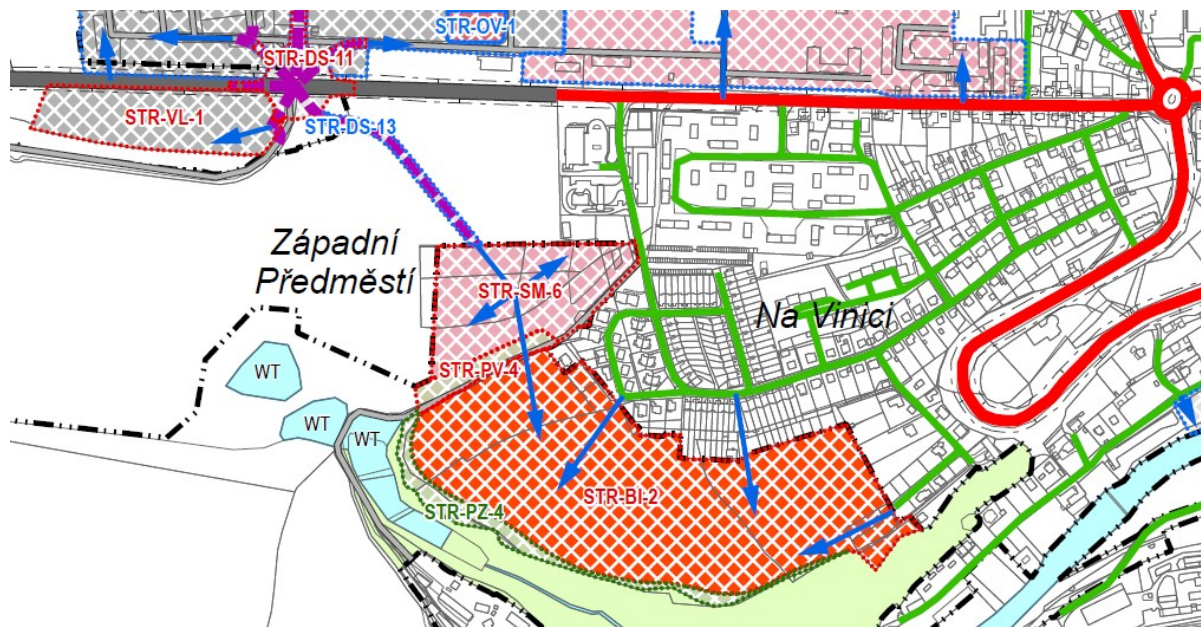 STR-OV-1
STR-DS-11
STR-VL-1
STR-DS-13
Západní
Předměstí
STR-SM-6
Na Vinici
STR-PV-4
WT
WT
WT
STR-BI-2
STR-PZ-4